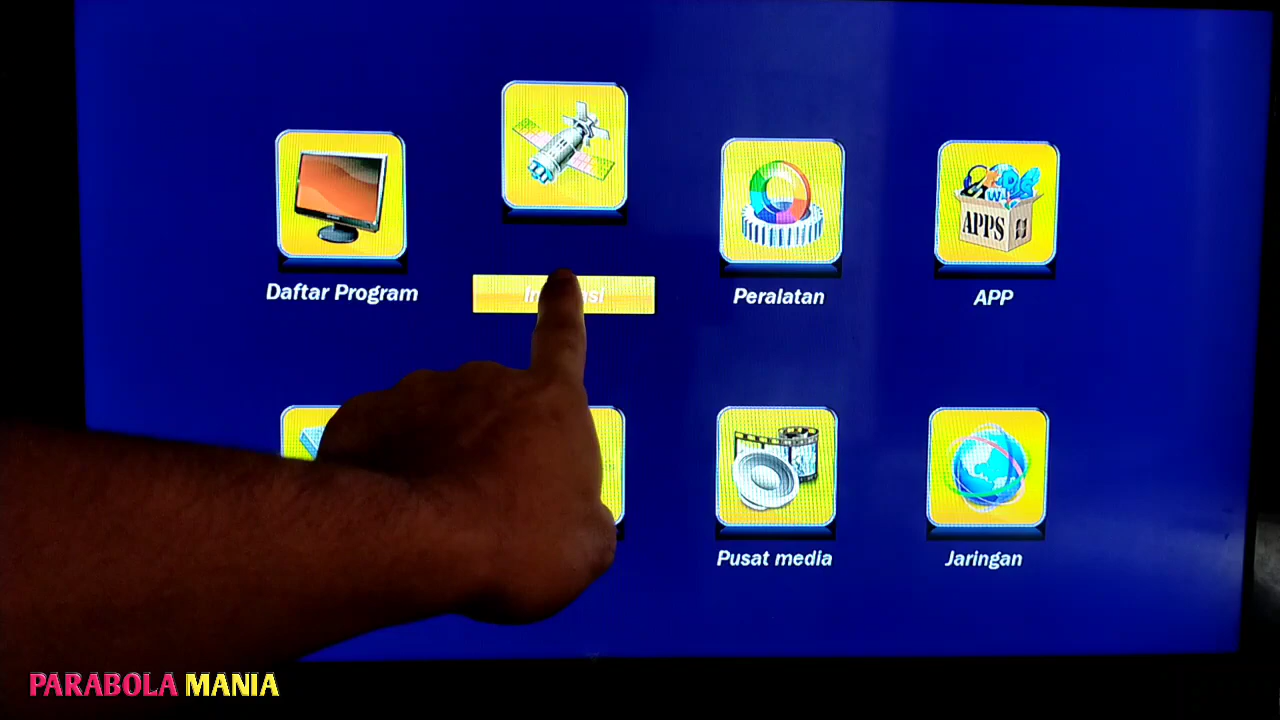 Daftar Program
Peralatan
APP
APPS
Pusat media
Jaringan
PARABOLA MANIA